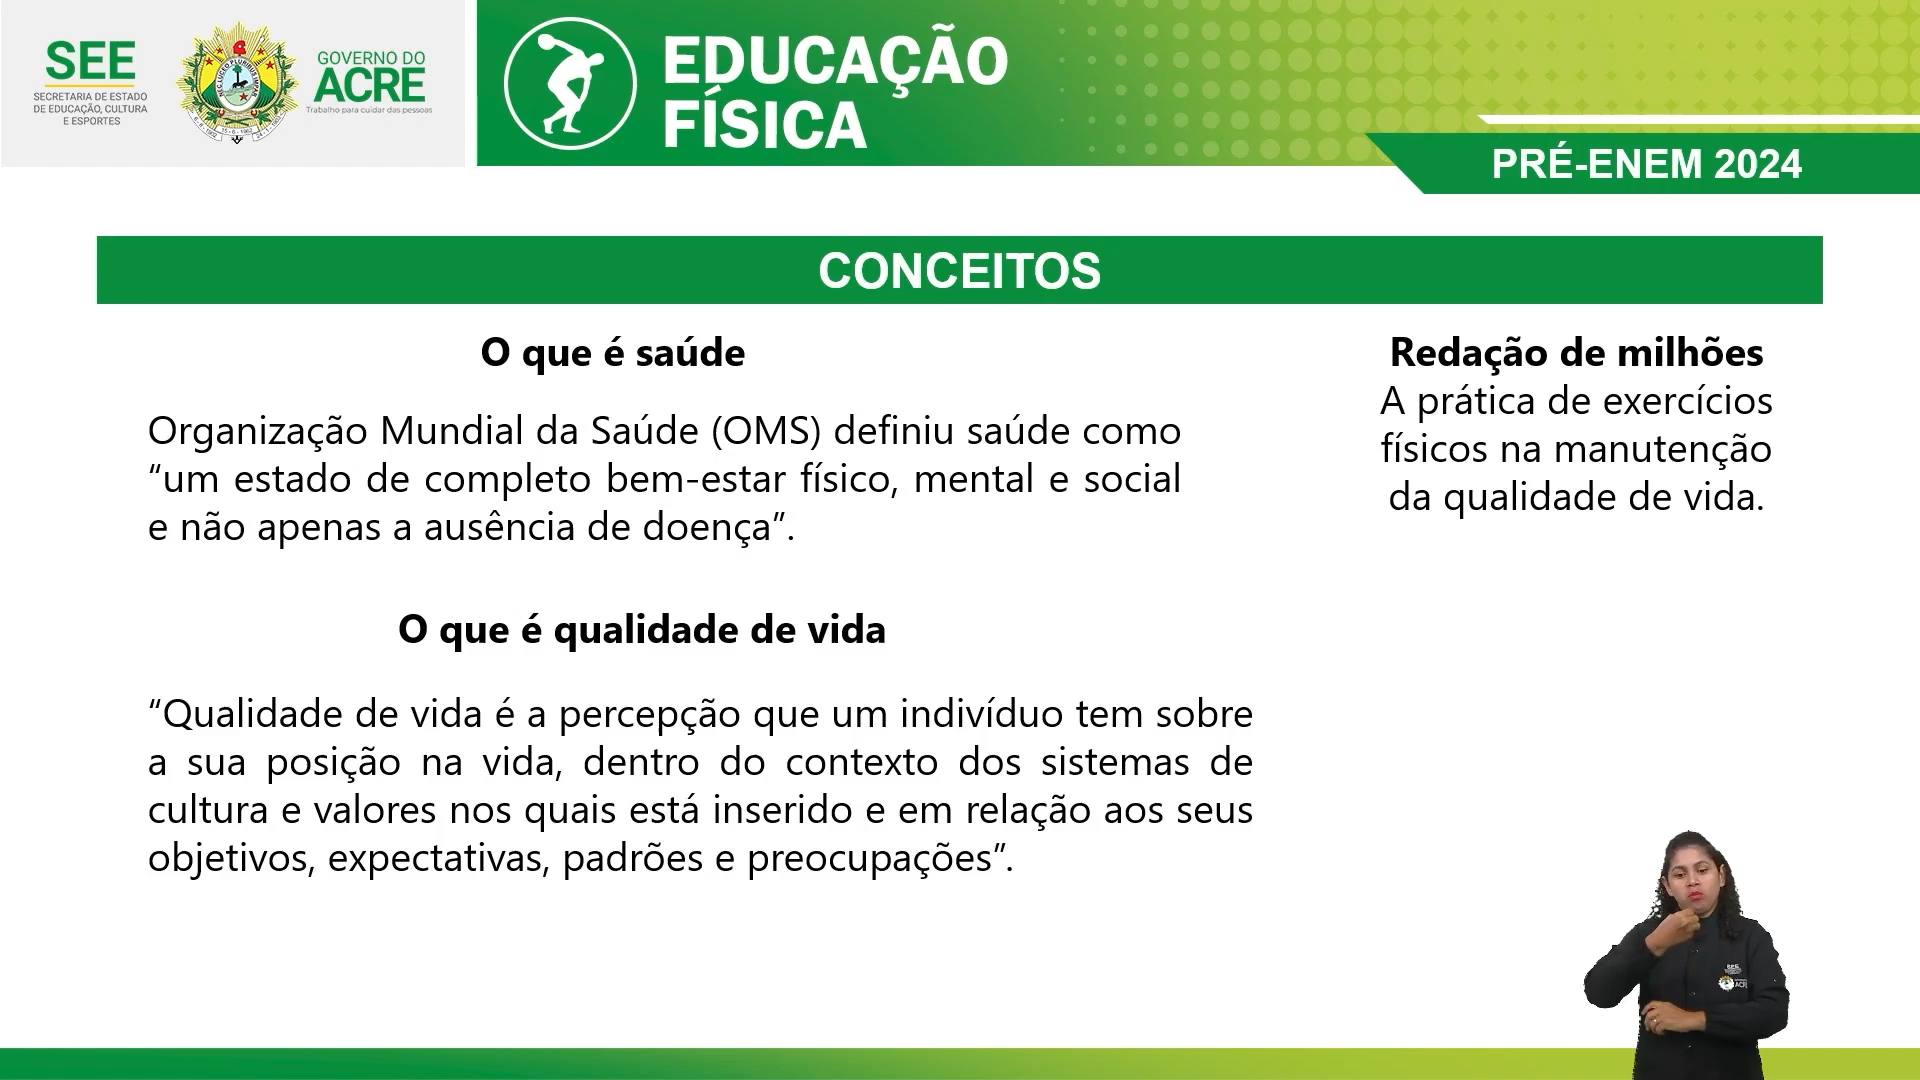 SEE
SECRETARIA DE ESTADO
DE EDUCAÇÃO, CULTURA
E ESPORTES
GOVERNO DO
ACRE
Trabalho para cuidar das pessoas
EDUCAÇÃO
FÍSICA
PRÉ-ENEM 2024
CONCEITOS
O que é saúde
Organização Mundial da Saúde (OMS) definiu saúde como
“um estado de completo bem-estar físico, mental e social
e não apenas a ausência de doença”.
O que é qualidade de vida
“Qualidade de vida é a percepção que um indivíduo tem sobre
a sua posição na vida, dentro do contexto dos sistemas de
cultura e valores nos quais está inserido e em relação aos seus
objetivos, expectativas, padrões e preocupações”.
Redação de milhões
A prática de exercícios
físicos na manutenção
da qualidade de vida.
SEE